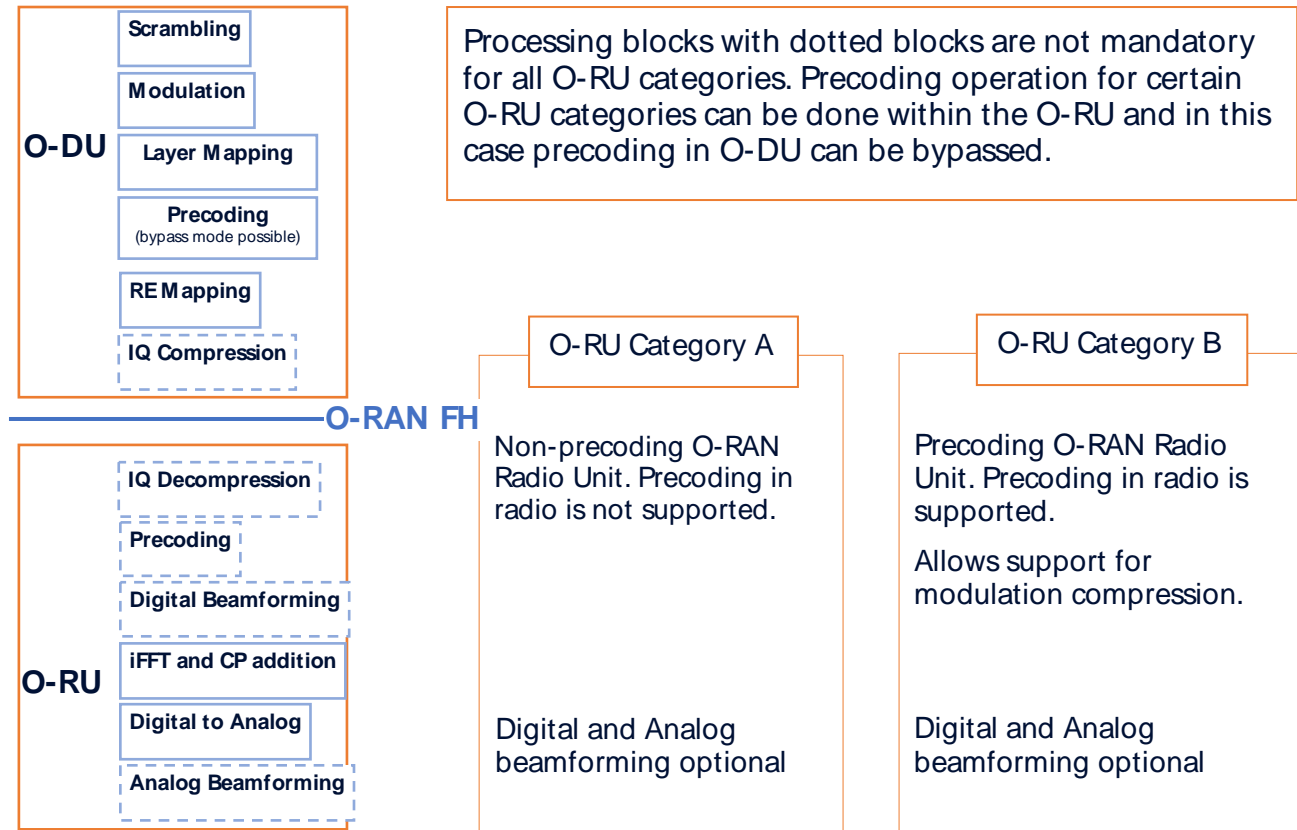 Scrambling
Modulation
O-DU
Layer Mapping
Precoding
(bypass mode possible)
RE Mapping
IQ Compression
Processing blocks with dotted blocks are not mandatory
for all O-RU categories. Precoding operation for certain
O-RU categories can be done within the O-RU and in this
case precoding in O-DU can be bypassed.
O-RAN FH
IQ Decompression
Precoding
Digital Beamforming
iFFT and CP addition
O-RU
Digital to Analog
Analog Beamforming
O-RU Category A
Non-precoding O-RAN
Radio Unit. Precoding in
radio is not supported.
Digital and Analog
beamforming optional
O-RU Category B
Precoding O-RAN Radio
Unit. Precoding in radio is
supported.
Allows support for
modulation compression.
Digital and Analog
beamforming optional